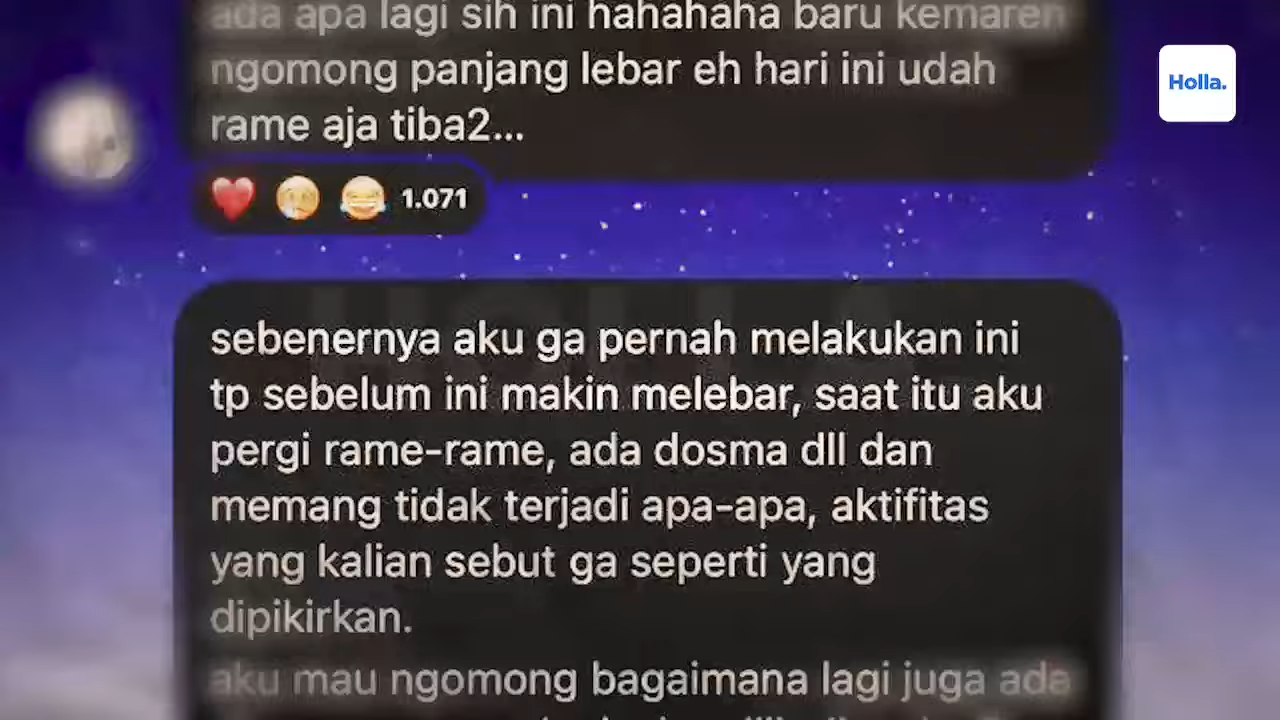 ada apa lagi sih ini hahahaha baru kemaren
ngomong panjang lebar eh hari ini udah
rame aja tiba2...
Holla.
1.071
sebenernya aku ga pernah melakukan ini
tp sebelum ini makin melebar, saat itu aku
pergi rame-rame, ada dosma dll dan
memang tidak terjadi apa-apa, aktifitas
yang kalian sebut ga seperti yang
dipikirkan.
aku mau ngomong bagaimana lagi juga ada